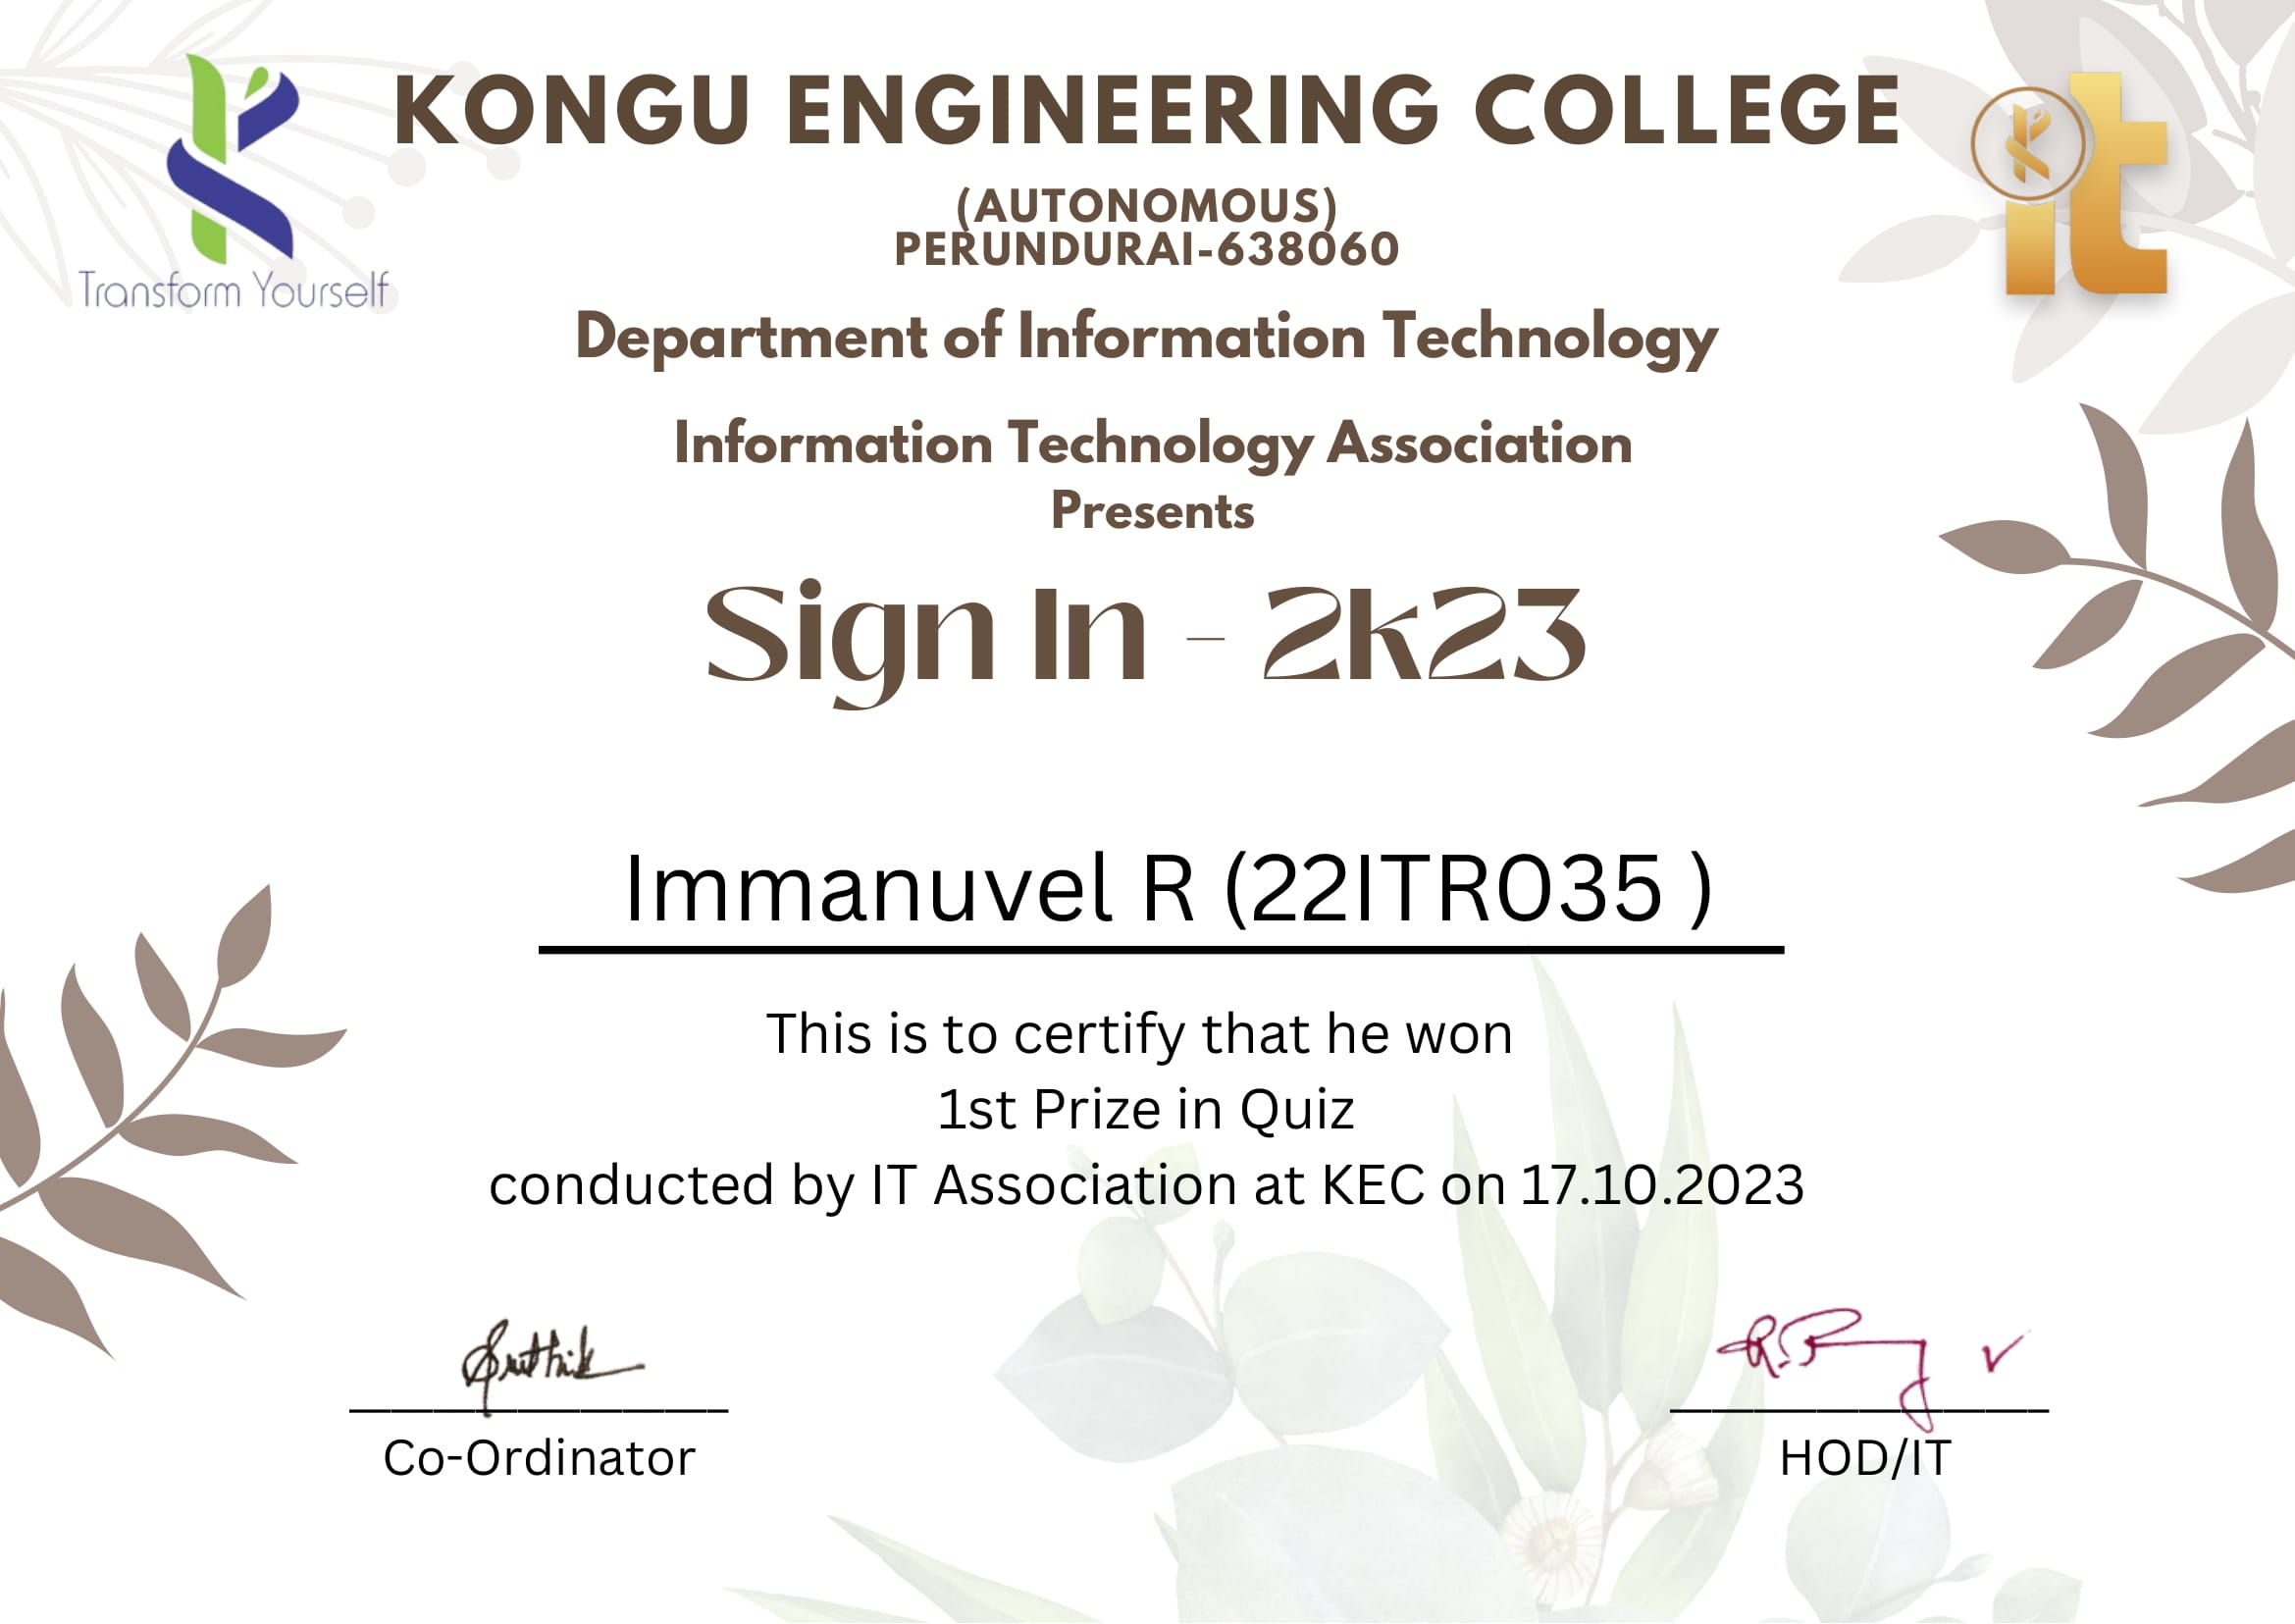 KONGU ENGINEERING COLLEGE
(AUTONOMOUS)
PERUNDURAI-638060
Transform Yourself
it
Department of Information Technology
Information Technology Association
Presents
Sign In - 2k23
Immanuvel R (22ITR035 )
This is to certify that he won
1st Prize in Quiz
conducted by IT Association at KEC on 17.10.2023
Co-Ordinator
HOD/IT